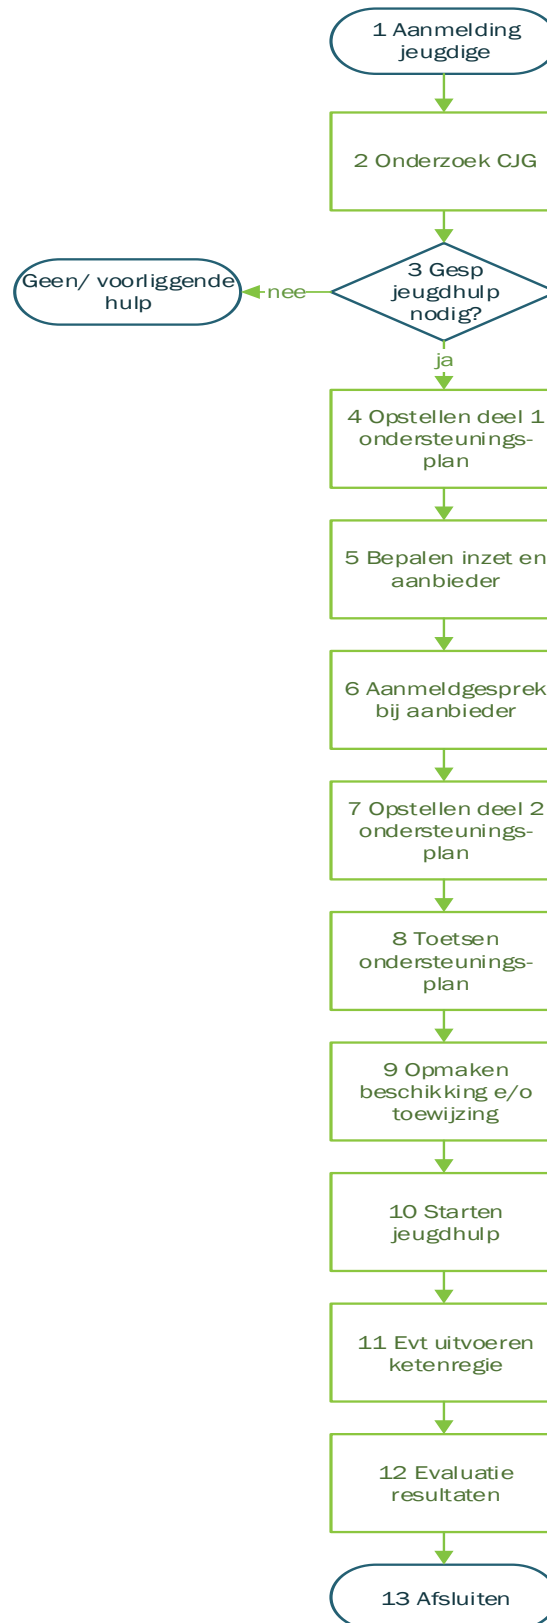 1 Aanmelding
jeugdige
2 Onderzoek CJG
3 Gesp
jeugdhulp
nodig?
Geen/ voorliggende
hulp
nee
ja
4 Opstellen deel 1
ondersteunings-
plan
5 Bepalen inzet en
aanbieder
6 Aanmeldgesprek
bij aanbieder
7 Opstellen deel 2
ondersteunings-
plan
8 Toetsen
ondersteunings-
plan
9 Opmaken
beschikking e/o
toewijzing
10 Starten
jeugdhulp
11 Evt uitvoeren
ketenregie
12 Evaluatie
resultaten
13 Afsluiten